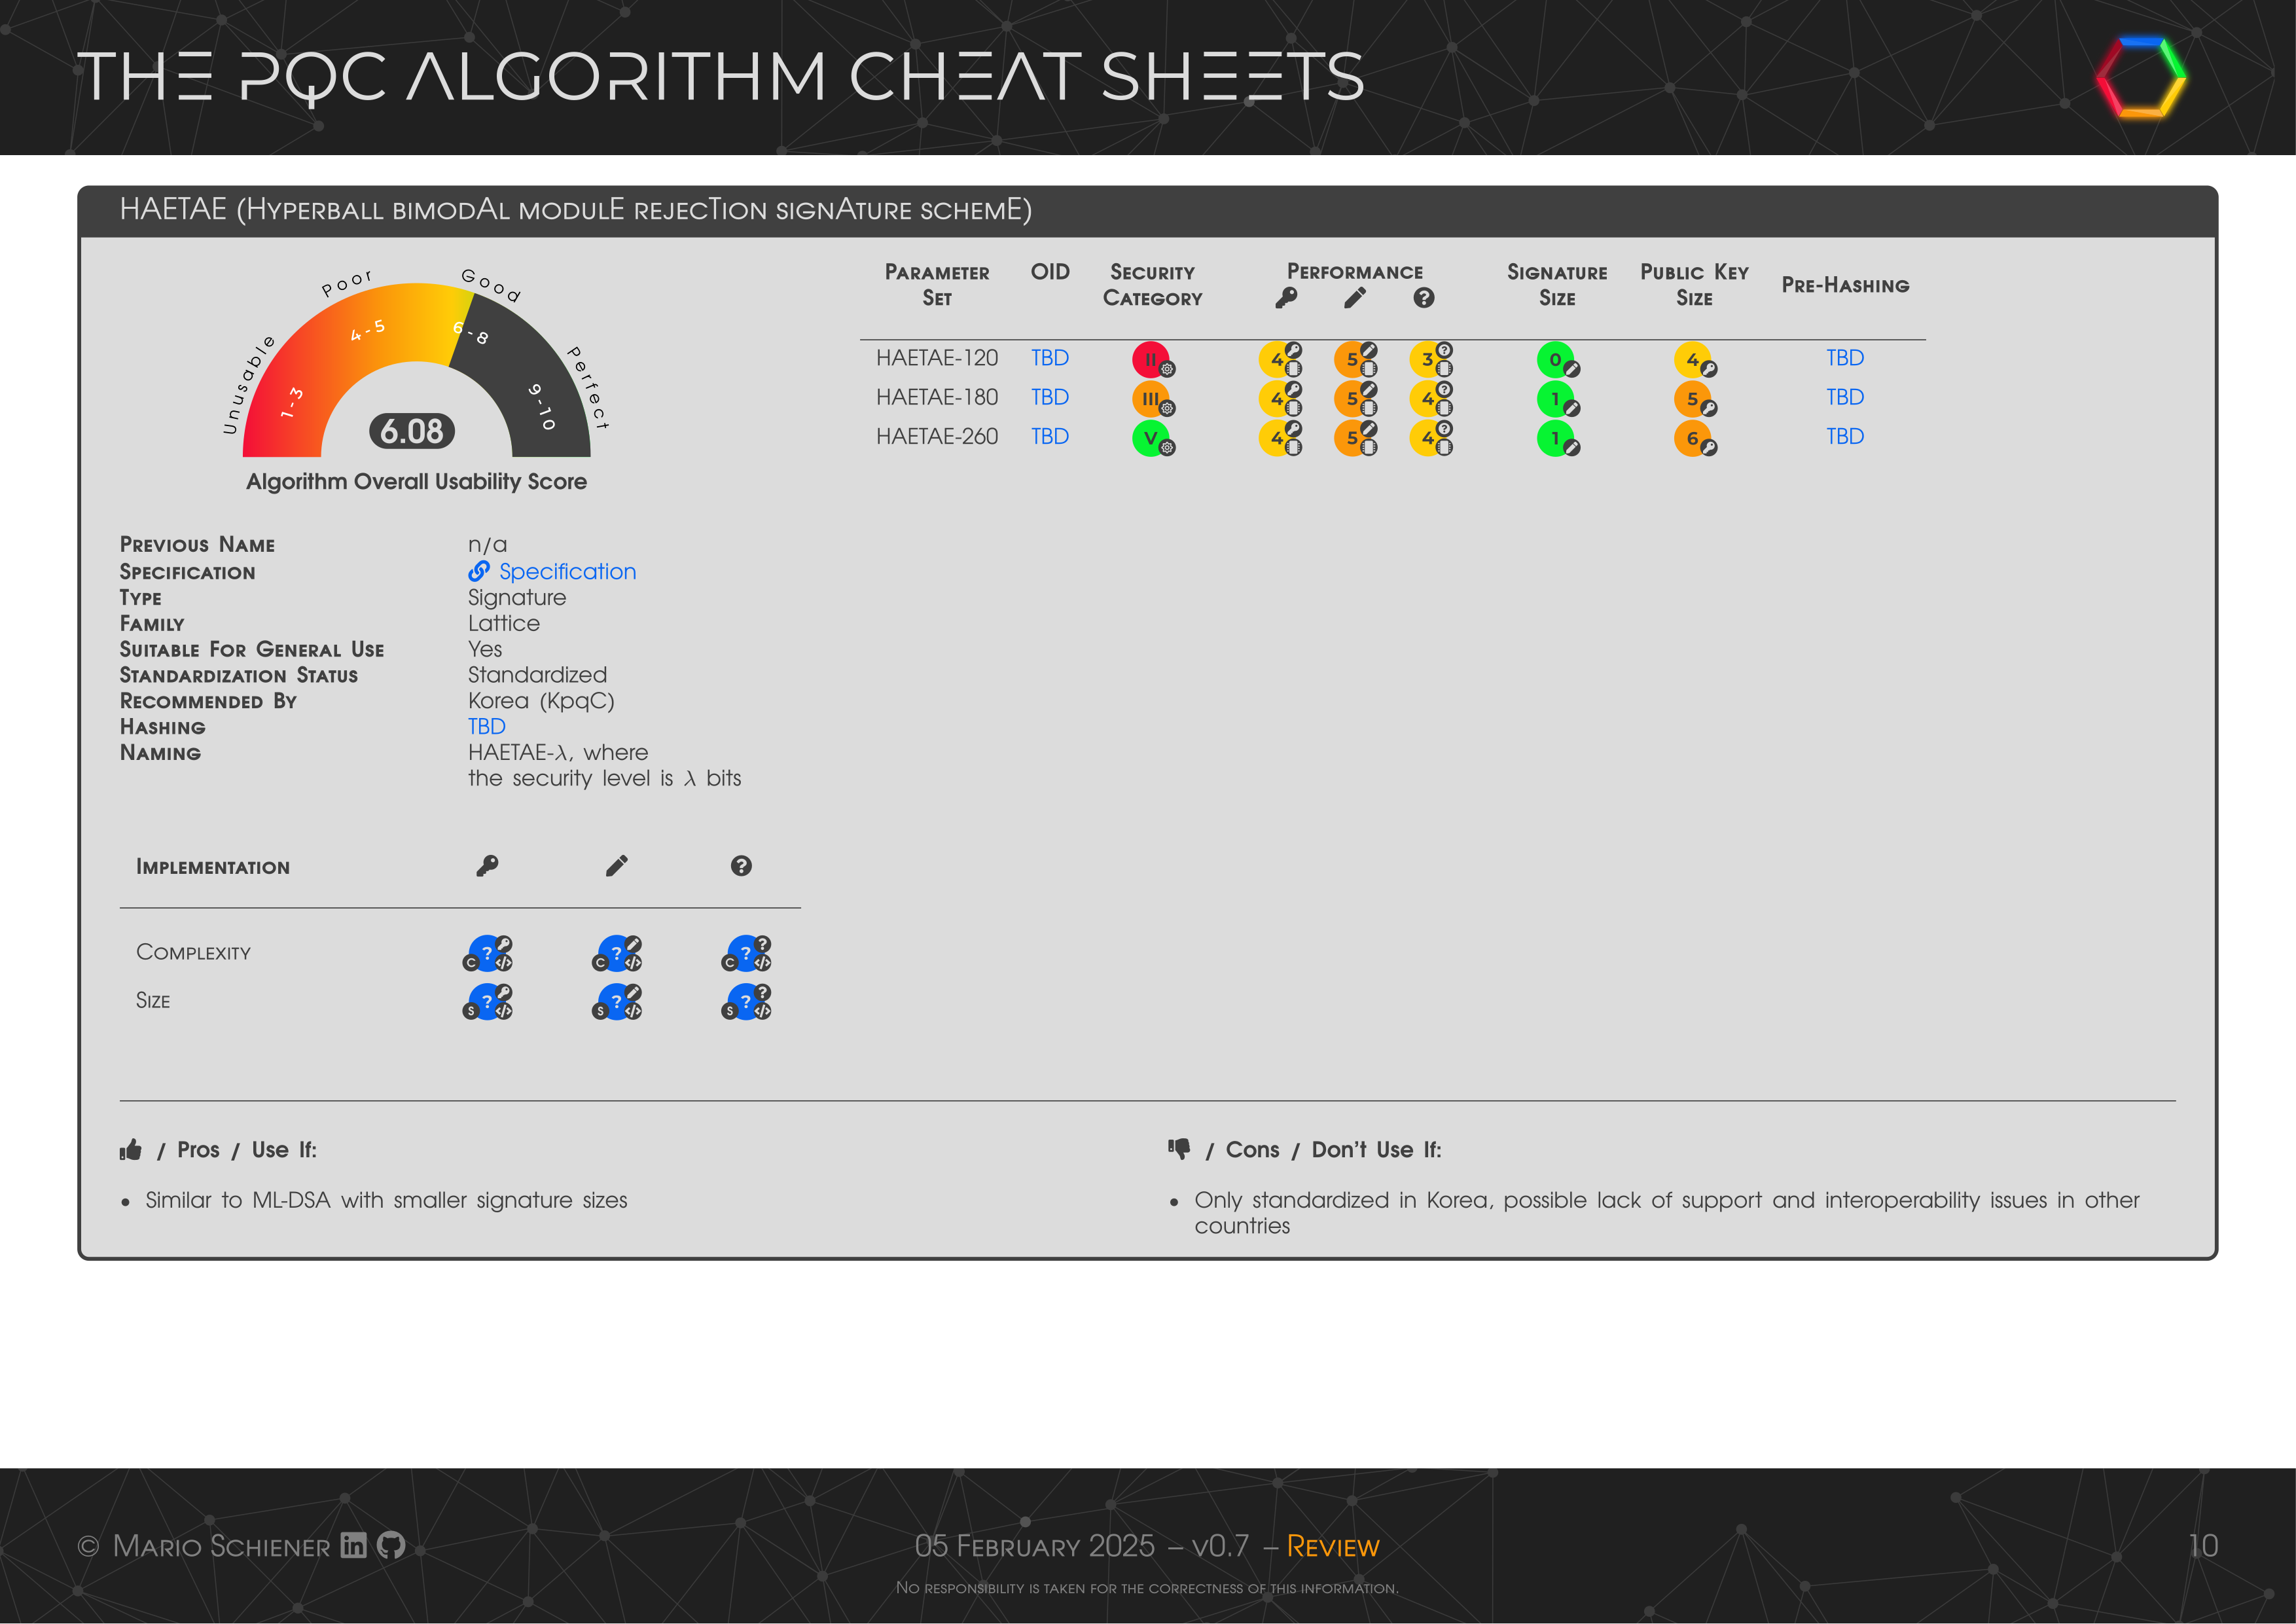 THE PQC ALGORITHM CHEAT SHEETS
HAETAE (Hyperball bimodAl modulE rejecTion signAture schemE)
Unusable Poor Good Perfect
1-3 4-5 6-8 9-10
6.08
Algorithm Overall Usability Score
Parameter Set OID Security Category Performance Signature Size Public Key Size Pre-Hashing
HAETAE-120 TBD II 4 5 3 0 4 TBD
HAETAE-180 TBD III 4 5 4 1 5 TBD
HAETAE-260 TBD V 4 5 4 1 6 TBD
Previous Name n/a
Specification Specification
Type Signature
Family Lattice
Suitable For General Use Yes
Standardization Status Standardized
Recommended By Korea (KpqC)
Hashing TBD
Naming HAETAE-λ, where
the security level is λ bits
Implementation ?
Complexity ? C </> ? C </> ? ? C </>
Size ? S </> ? S </> ? ? S </>
/ Pros / Use If:
• Similar to ML-DSA with smaller signature sizes
/ Cons / Don't Use If:
• Only standardized in Korea, possible lack of support and interoperability issues in other
countries
© Mario Schiener in
05 February 2025 – v0.7 – Review
10
No responsibility is taken for the correctness of this information.